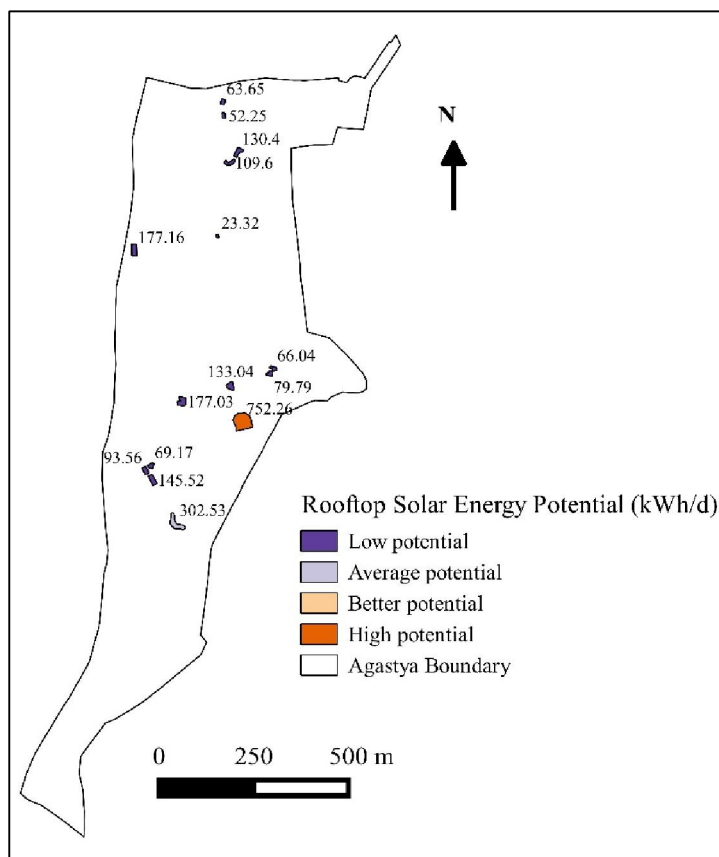 63.65
52.25
N
130.4
109.6
23.32
177.16
66.04
133.04
79.79
177.03
752.26
69.17
93.56
145.52
302.53
Rooftop Solar Energy Potential (kWh/d)
Low potential
Average potential
Better potential
High potential
Agastya Boundary
0 250 500 m